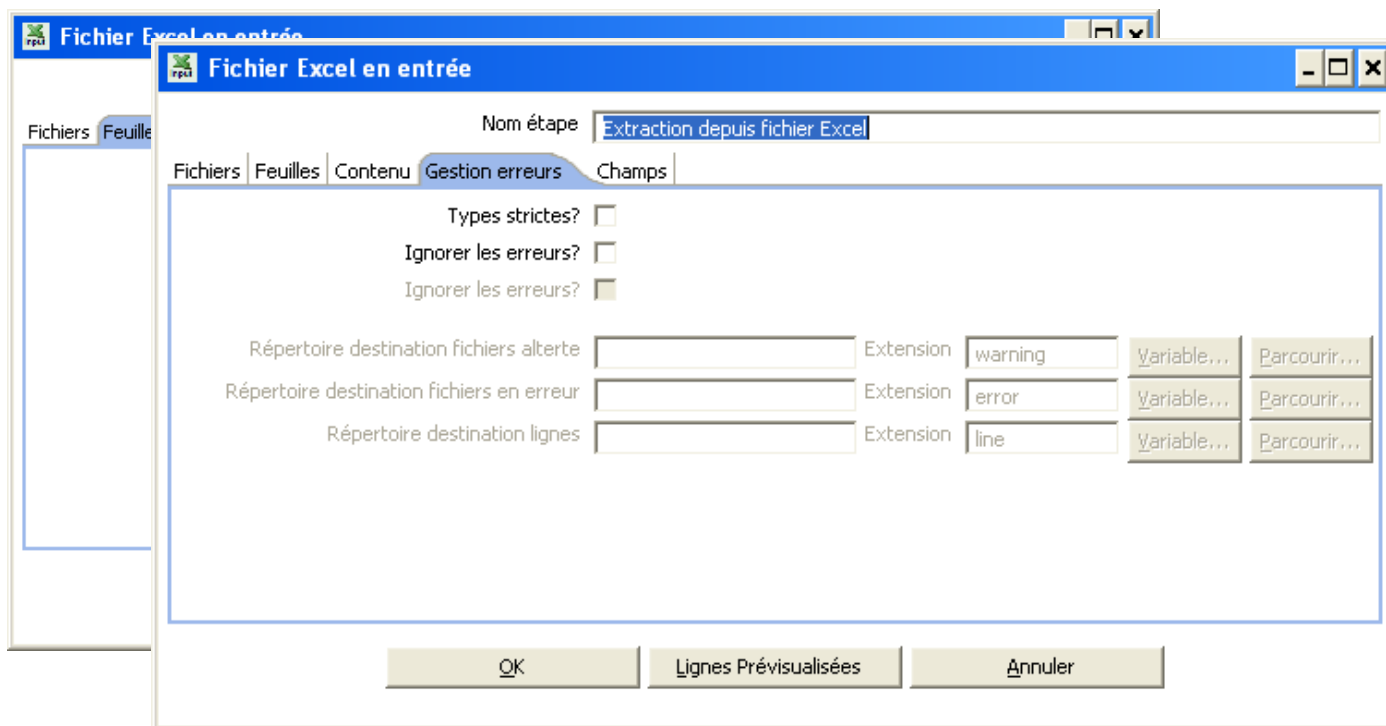 Fichier Excel en entrée
Fichiers Feuille
Fichier Excel en entrée
Nom étape Extraction depuis fichier Excel
Fichiers Feuilles Contenu Gestion erreurs Champs
Types strictes?
Ignorer les erreurs?
Ignorer les erreurs?
Répertoire destination fichiers alterte Extension warning Variable... Parcourir...
Répertoire destination fichiers en erreur Extension error Variable... Parcourir...
Répertoire destination lignes Extension line Variable... Parcourir...
OK Lignes Prévisualisées Annuler